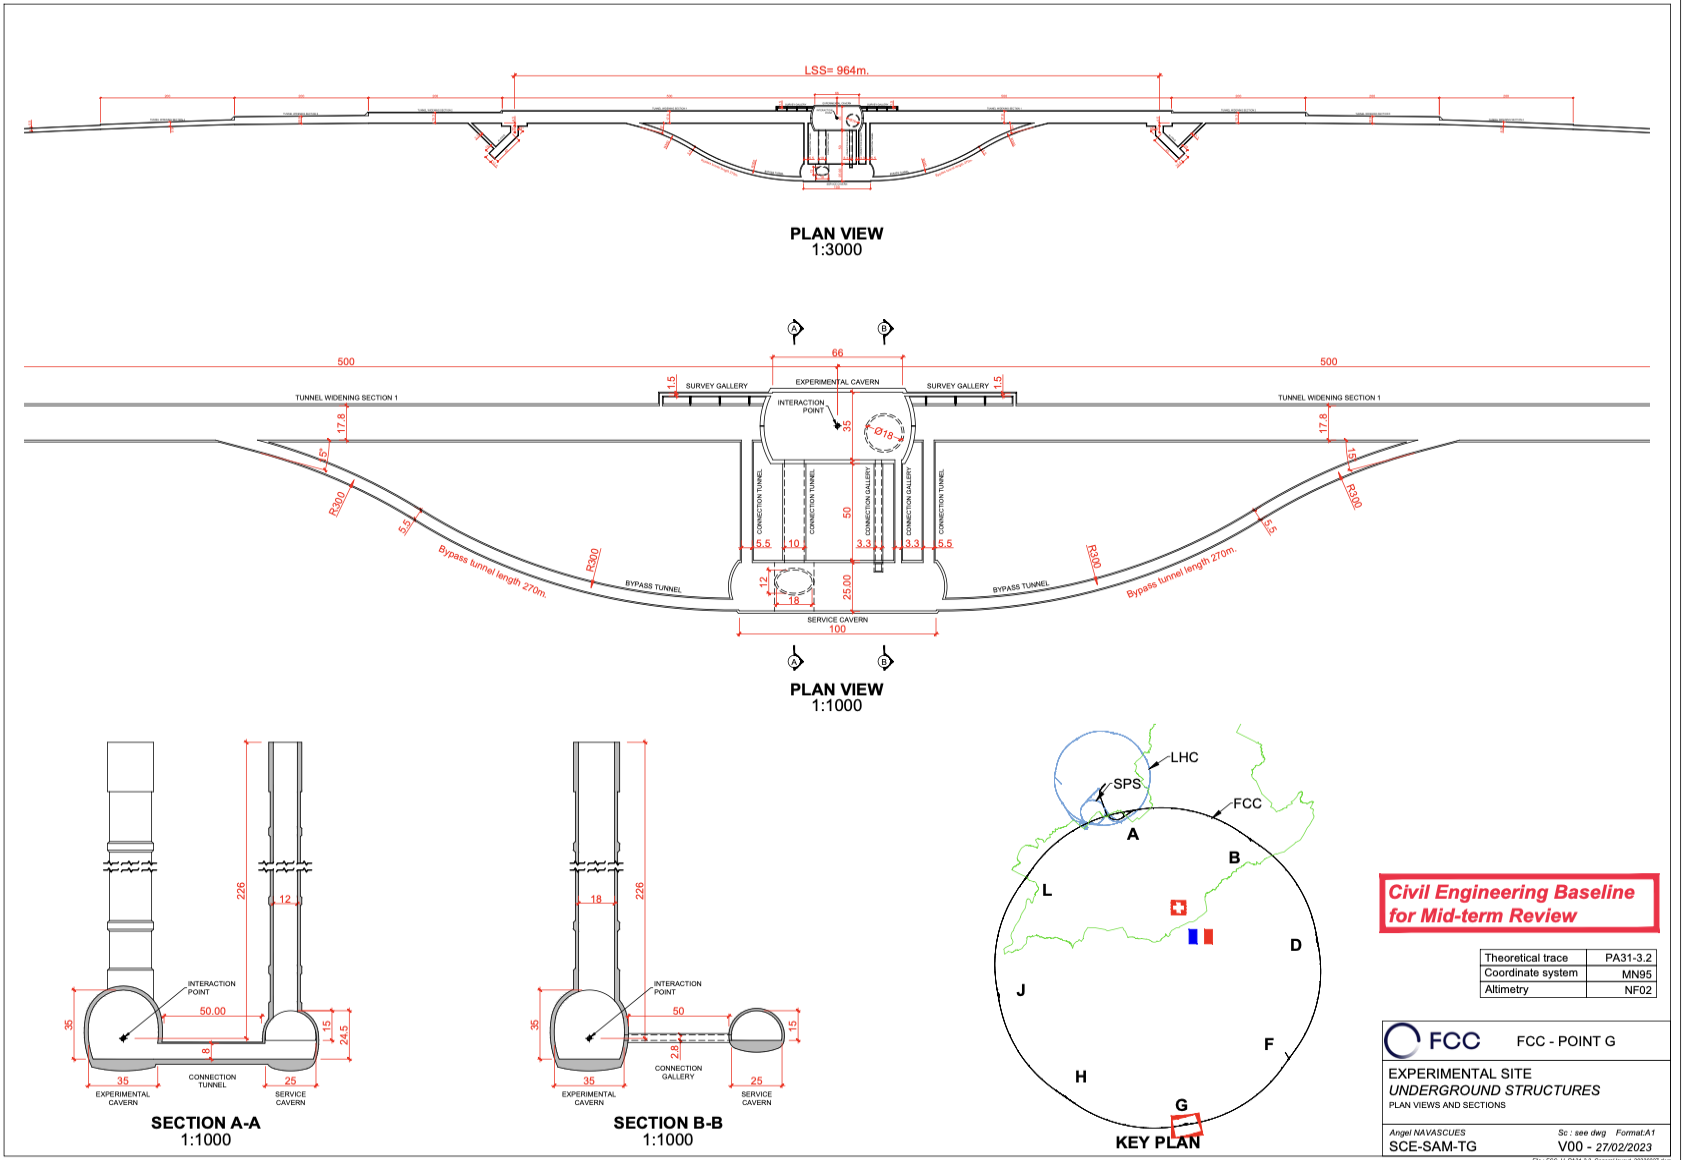 LSS= 964m.
PLAN VIEW
1:3000
A
B
66
500
500
1.5
SURVEY GALLERY
EXPERIMENTAL CAVERN
SURVEY GALLERY
1.5
TUNNEL WIDENING SECTION 1
TUNNEL WIDENING SECTION 1
INTERACTION
POINT
17.8
35
Ø18
17.8
15°
15°
CONNECTION TUNNEL
CONNECTION TUNNEL
CONNECTION GALLERY
CONNECTION GALLERY
CONNECTION TUNNEL
R300
50
R300
5.5
5.5
5.5
10
3.3
3.3
5.5
Bypass tunnel length 270m.
R300
R300
Bypass tunnel length 270m.
BYPASS TUNNEL
12
18
25.00
BYPASS TUNNEL
SERVICE CAVERN
100
A
B
PLAN VIEW
1:1000
226
12
INTERACTION
POINT
50.00
35
15
24.5
8
35
CONNECTION
TUNNEL
25
EXPERIMENTAL
CAVERN
SERVICE
CAVERN
SECTION A-A
1:1000
226
18
INTERACTION
POINT
50
35
15
2.8
35
CONNECTION
GALLERY
25
EXPERIMENTAL
CAVERN
SERVICE
CAVERN
SECTION B-B
1:1000
LHC
SPS
FCC
A
B
L
D
J
F
H
G
KEY PLAN
Civil Engineering Baseline
for Mid-term Review
Theoretical trace PA31-3.2
Coordinate system MN95
Altimetry NF02
FCC FCC - POINT G
EXPERIMENTAL SITE
UNDERGROUND STRUCTURES
PLAN VIEWS AND SECTIONS
Angel NAVASCUES Sc : see dwg Format:A1
SCE-SAM-TG V00 - 27/02/2023